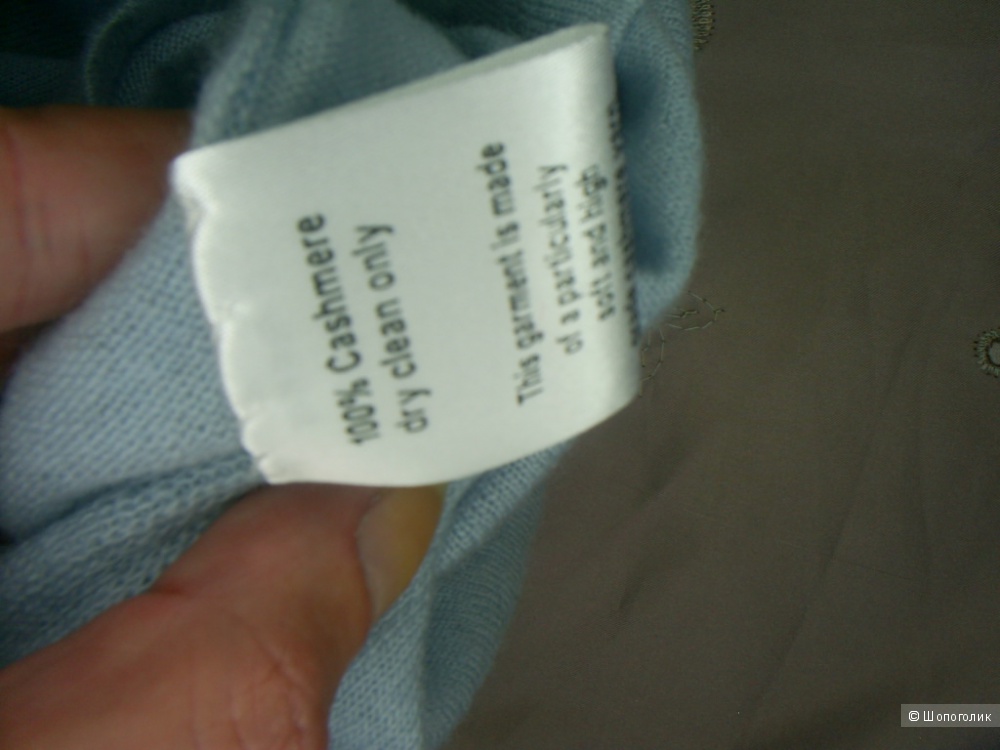 100% Cashmere
dry clean only
This garment is made
of a particularly
soft and high
© Шопоголик